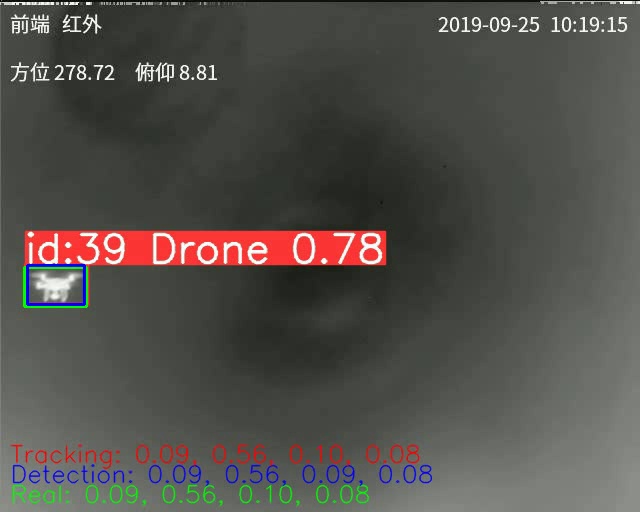 前端 红外
2019-09-25 10:19:15
方位 278.72 俯仰 8.81
id:39 Drone 0.78
Tracking: 0.09, 0.56, 0.10, 0.08
Detection: 0.09, 0.56, 0.09, 0.08
Real: 0.09, 0.56, 0.10, 0.08